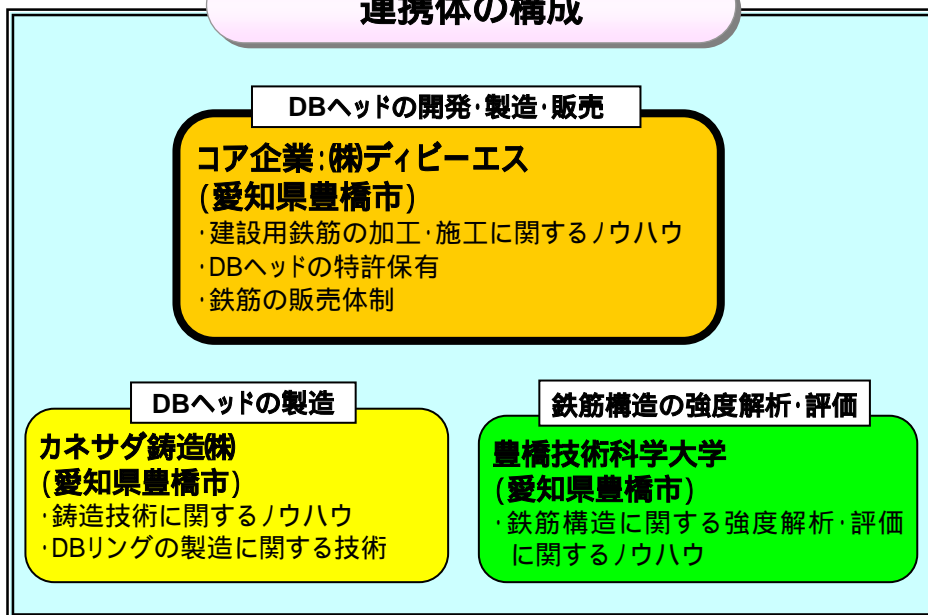 連携体の構成
DBヘッドの開発･製造･販売
コア企業:㈱ディビーエス
(愛知県豊橋市)
･建設用鉄筋の加工･施工に関するノウハウ
･DBヘッドの特許保有
･鉄筋の販売体制
DBヘッドの製造
カネサダ鋳造㈱
(愛知県豊橋市)
･鋳造技術に関するノウハウ
･DBリングの製造に関する技術
鉄筋構造の強度解析･評価
豊橋技術科学大学
(愛知県豊橋市)
･鉄筋構造に関する強度解析･評価
に関するノウハウ